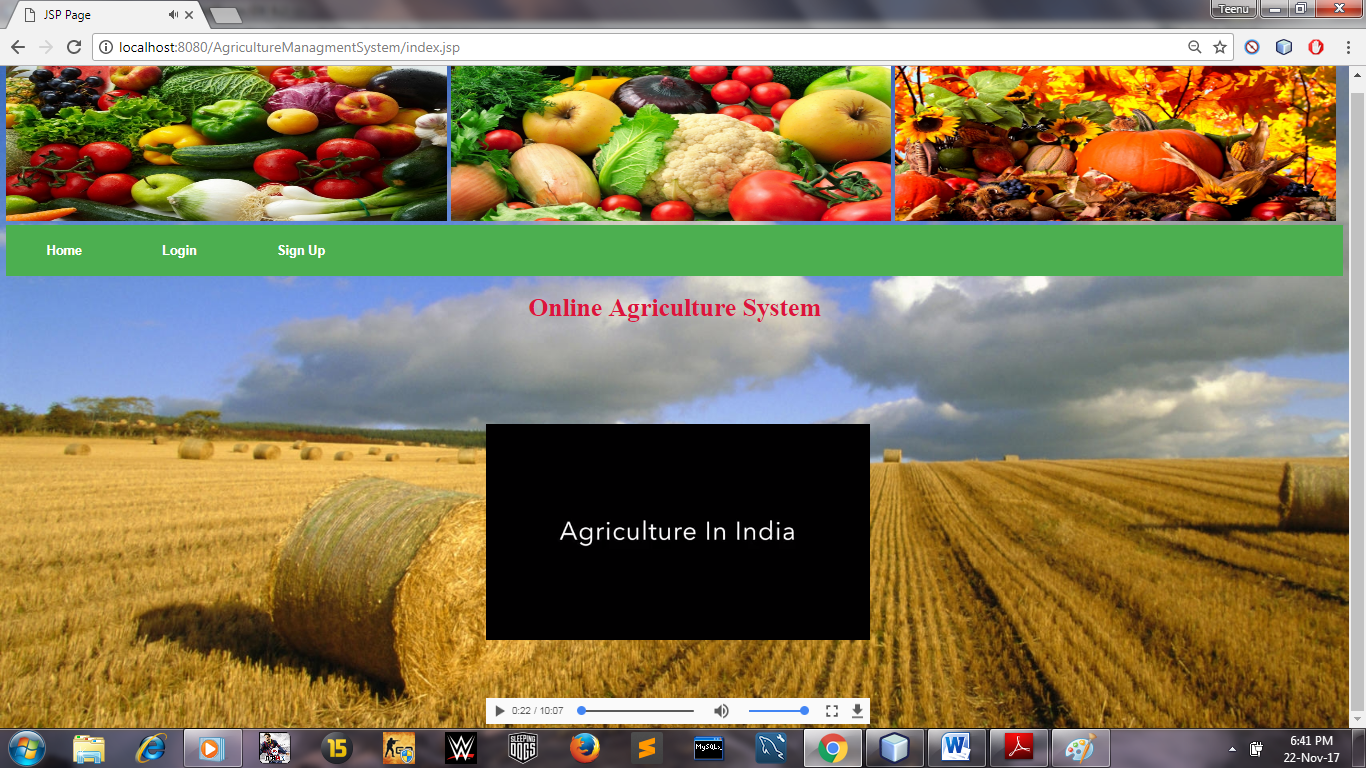 JSP Page
Teenu
localhost:8080/AgricultureManagmentSystem/index.jsp
Home Login Sign Up
Online Agriculture System
Agriculture In India
0:22 / 10:07
15
GO
W
SLEEPING DOGS
MySQL
W
6:41 PM
22-Nov-17